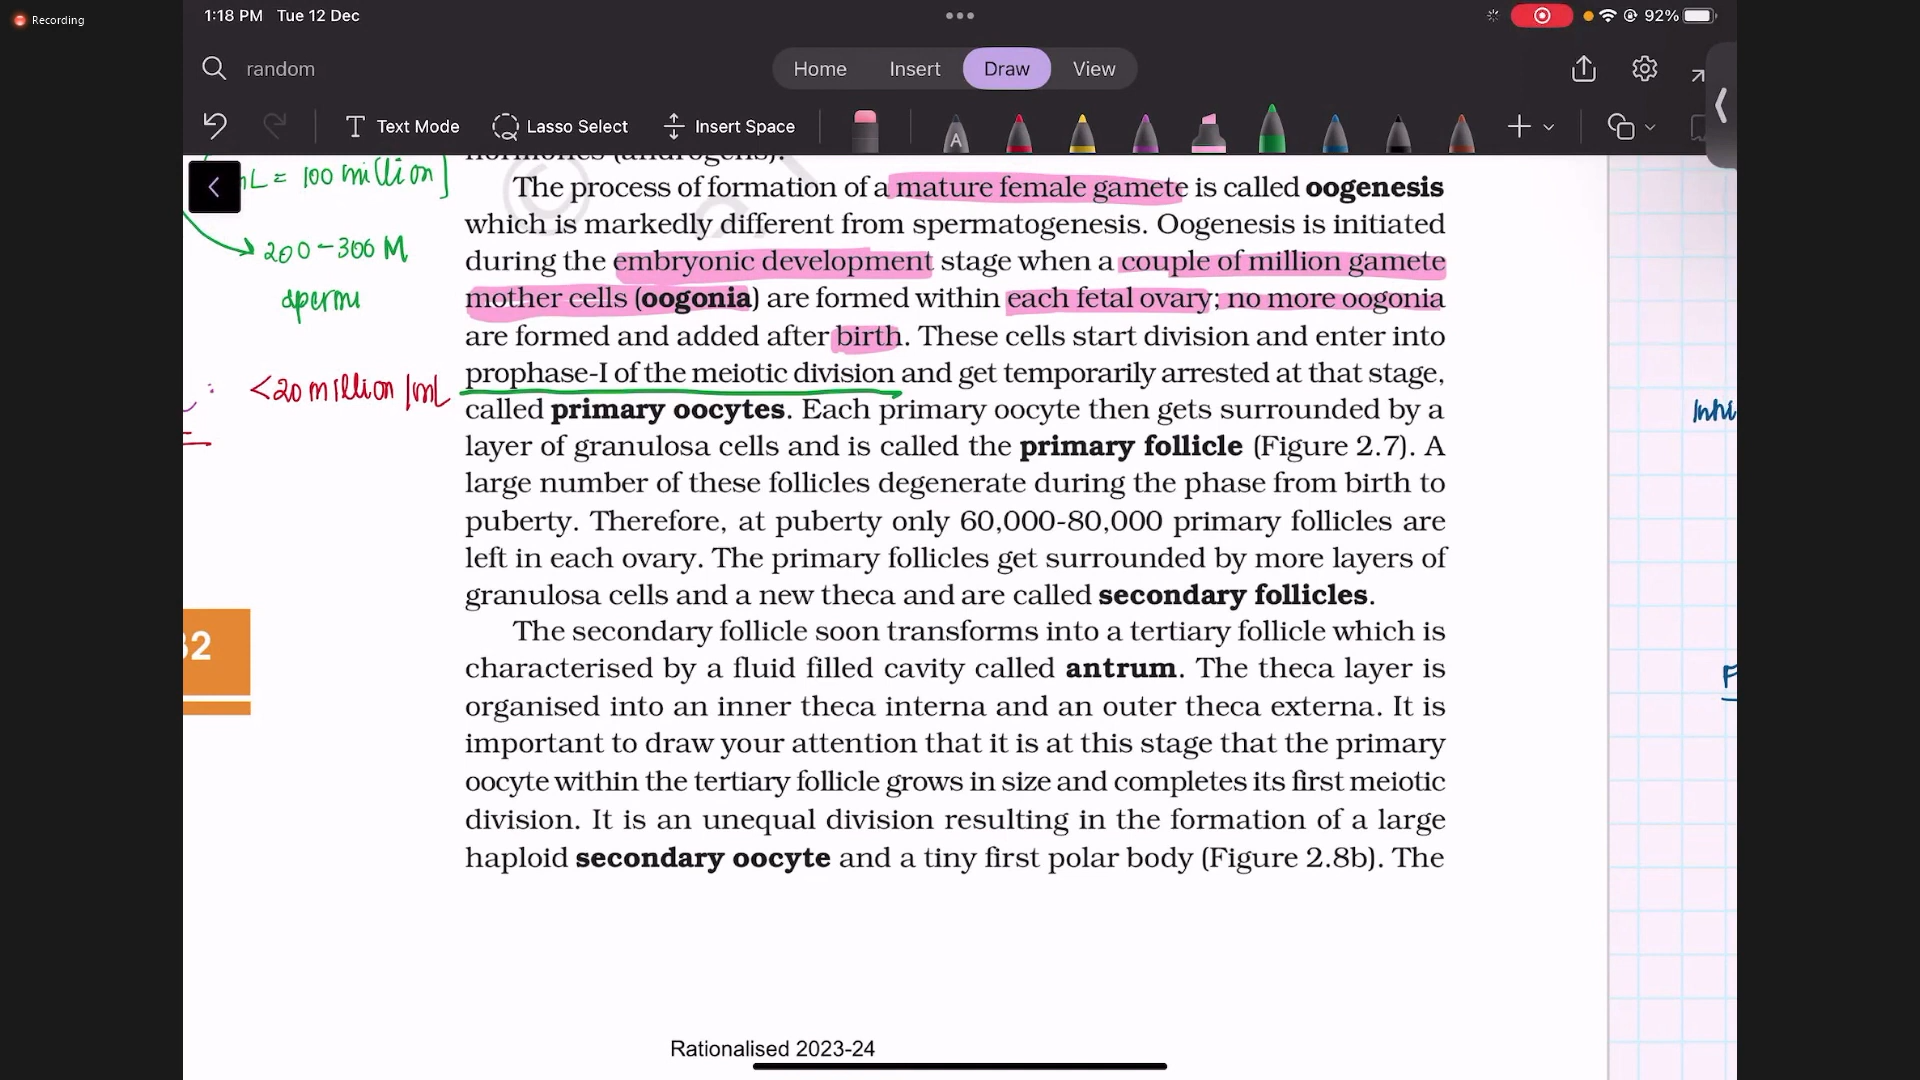 Recording
1:18 PM Tue 12 Dec
92%
random
Home Insert Draw View
Text Mode Lasso Select Insert Space
A
hormones (androgens).
The process of formation of a mature female gamete is called oogenesis
which is markedly different from spermatogenesis. Oogenesis is initiated
during the embryonic development stage when a couple of million gamete
mother cells (oogonia) are formed within each fetal ovary; no more oogonia
are formed and added after birth. These cells start division and enter into
prophase-I of the meiotic division and get temporarily arrested at that stage,
called primary oocytes. Each primary oocyte then gets surrounded by a
layer of granulosa cells and is called the primary follicle (Figure 2.7). A
large number of these follicles degenerate during the phase from birth to
puberty. Therefore, at puberty only 60,000-80,000 primary follicles are
left in each ovary. The primary follicles get surrounded by more layers of
granulosa cells and a new theca and are called secondary follicles.
The secondary follicle soon transforms into a tertiary follicle which is
characterised by a fluid filled cavity called antrum. The theca layer is
organised into an inner theca interna and an outer theca externa. It is
important to draw your attention that it is at this stage that the primary
oocyte within the tertiary follicle grows in size and completes its first meiotic
division. It is an unequal division resulting in the formation of a large
haploid secondary oocyte and a tiny first polar body (Figure 2.8b). The
Rationalised 2023-24
mL = 100 million]
200-300 M
sperms
<20 million/mL
32
Inhi
F